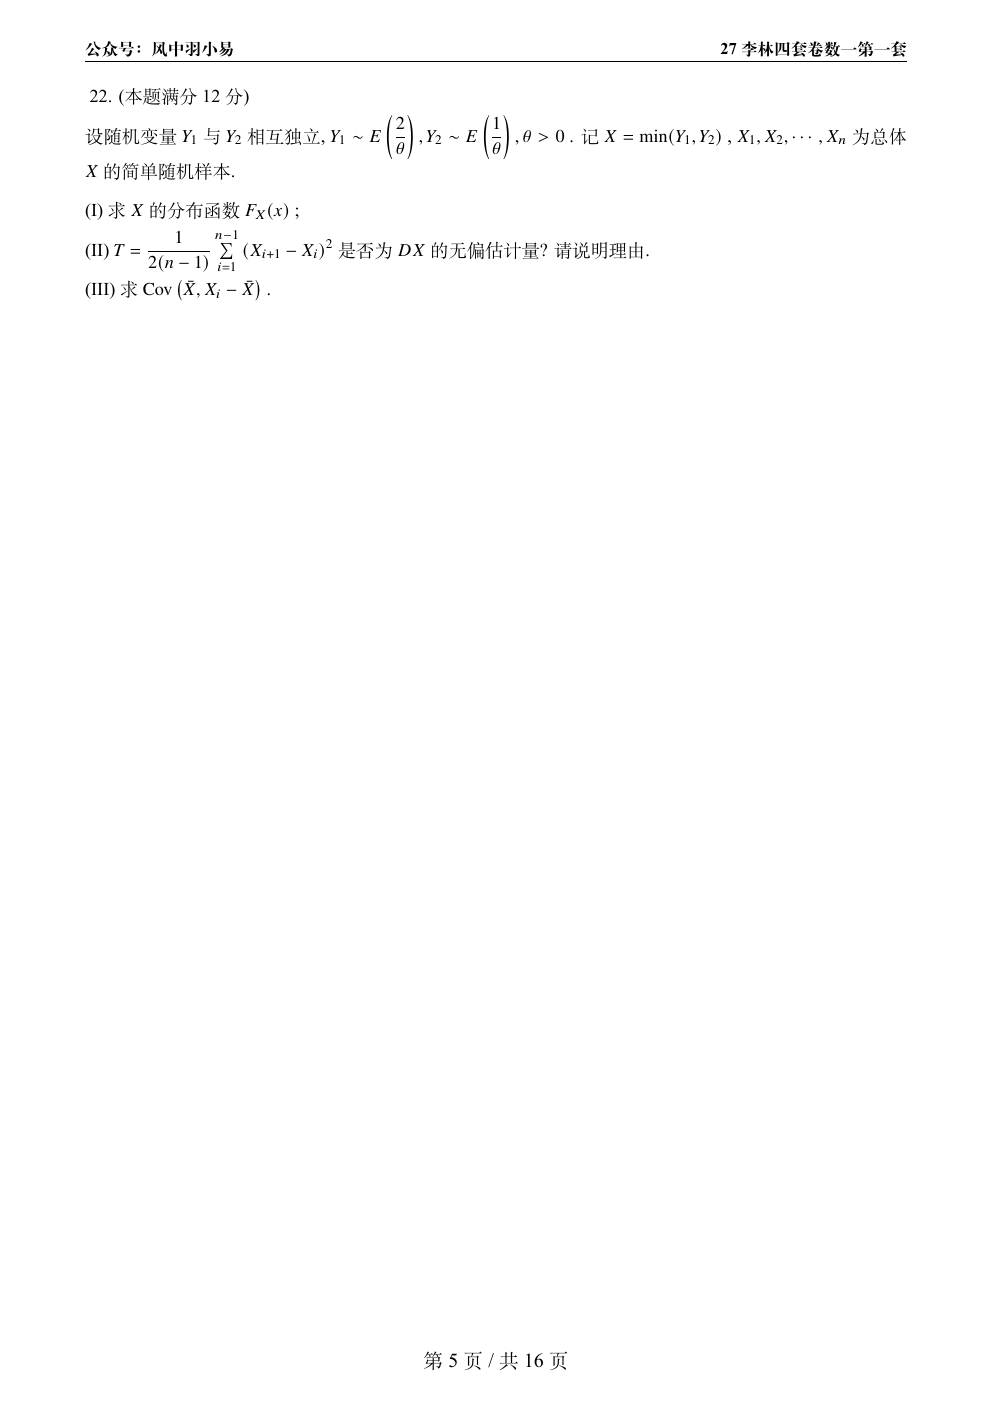 公众号：风中羽小易 27 李林四套卷数一第一套
22. (本题满分 12 分)
设随机变量 Y₁ 与 Y₂ 相互独立, Y₁ ~ E(2/θ), Y₂ ~ E(1/θ), θ > 0 . 记 X = min(Y₁, Y₂) , X₁, X₂, ⋯ , Xₙ 为总体
X 的简单随机样本.
(I) 求 X 的分布函数 F_X(x) ;
(II) T = 1/(2(n − 1)) ∑_{i=1}^{n−1} (X_{i+1} − X_i)² 是否为 DX 的无偏估计量? 请说明理由.
(III) 求 Cov (X̄, X_i − X̄) .
第 5 页 / 共 16 页